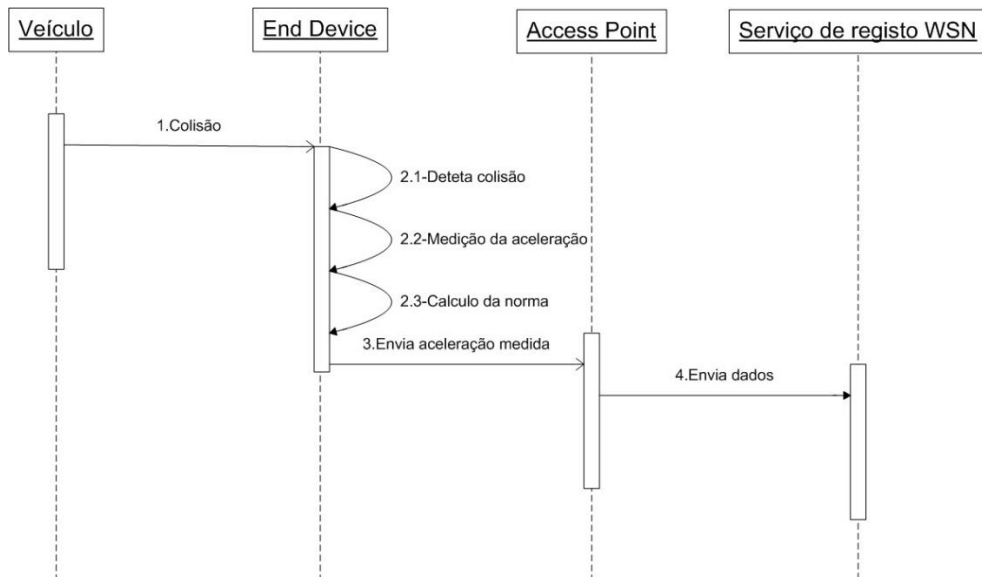 Veículo
End Device
Access Point
Serviço de registo WSN
1.Colisão
2.1-Deteta colisão
2.2-Medição da aceleração
2.3-Calculo da norma
3.Envia aceleração medida
4.Envia dados